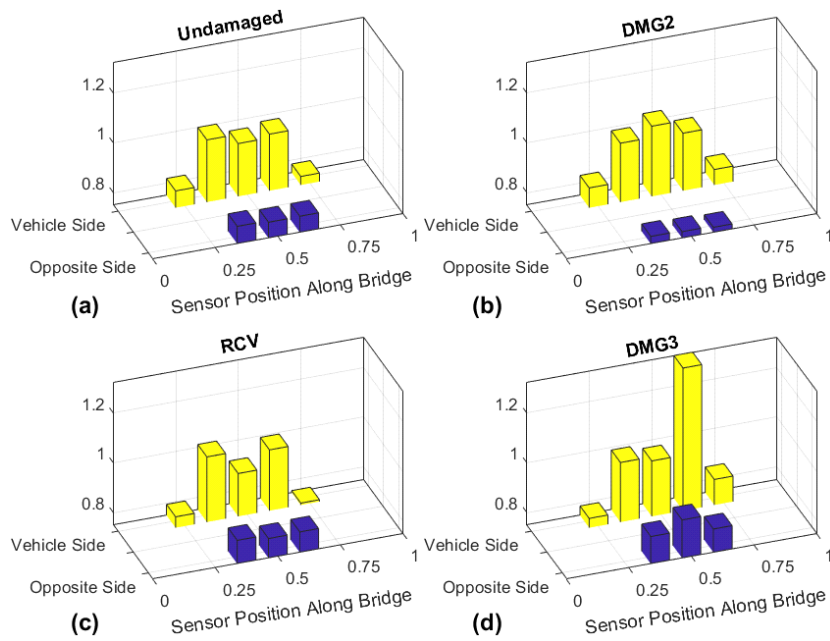 Undamaged
1.2
1
0.8
Vehicle Side
Opposite Side
0
0.25
0.5
0.75
1
Sensor Position Along Bridge
(a)
DMG2
1.2
1
0.8
Vehicle Side
Opposite Side
0
0.25
0.5
0.75
1
Sensor Position Along Bridge
(b)
RCV
1.2
1
0.8
Vehicle Side
Opposite Side
0
0.25
0.5
0.75
1
Sensor Position Along Bridge
(c)
DMG3
1.2
1
0.8
Vehicle Side
Opposite Side
0
0.25
0.5
0.75
1
Sensor Position Along Bridge
(d)